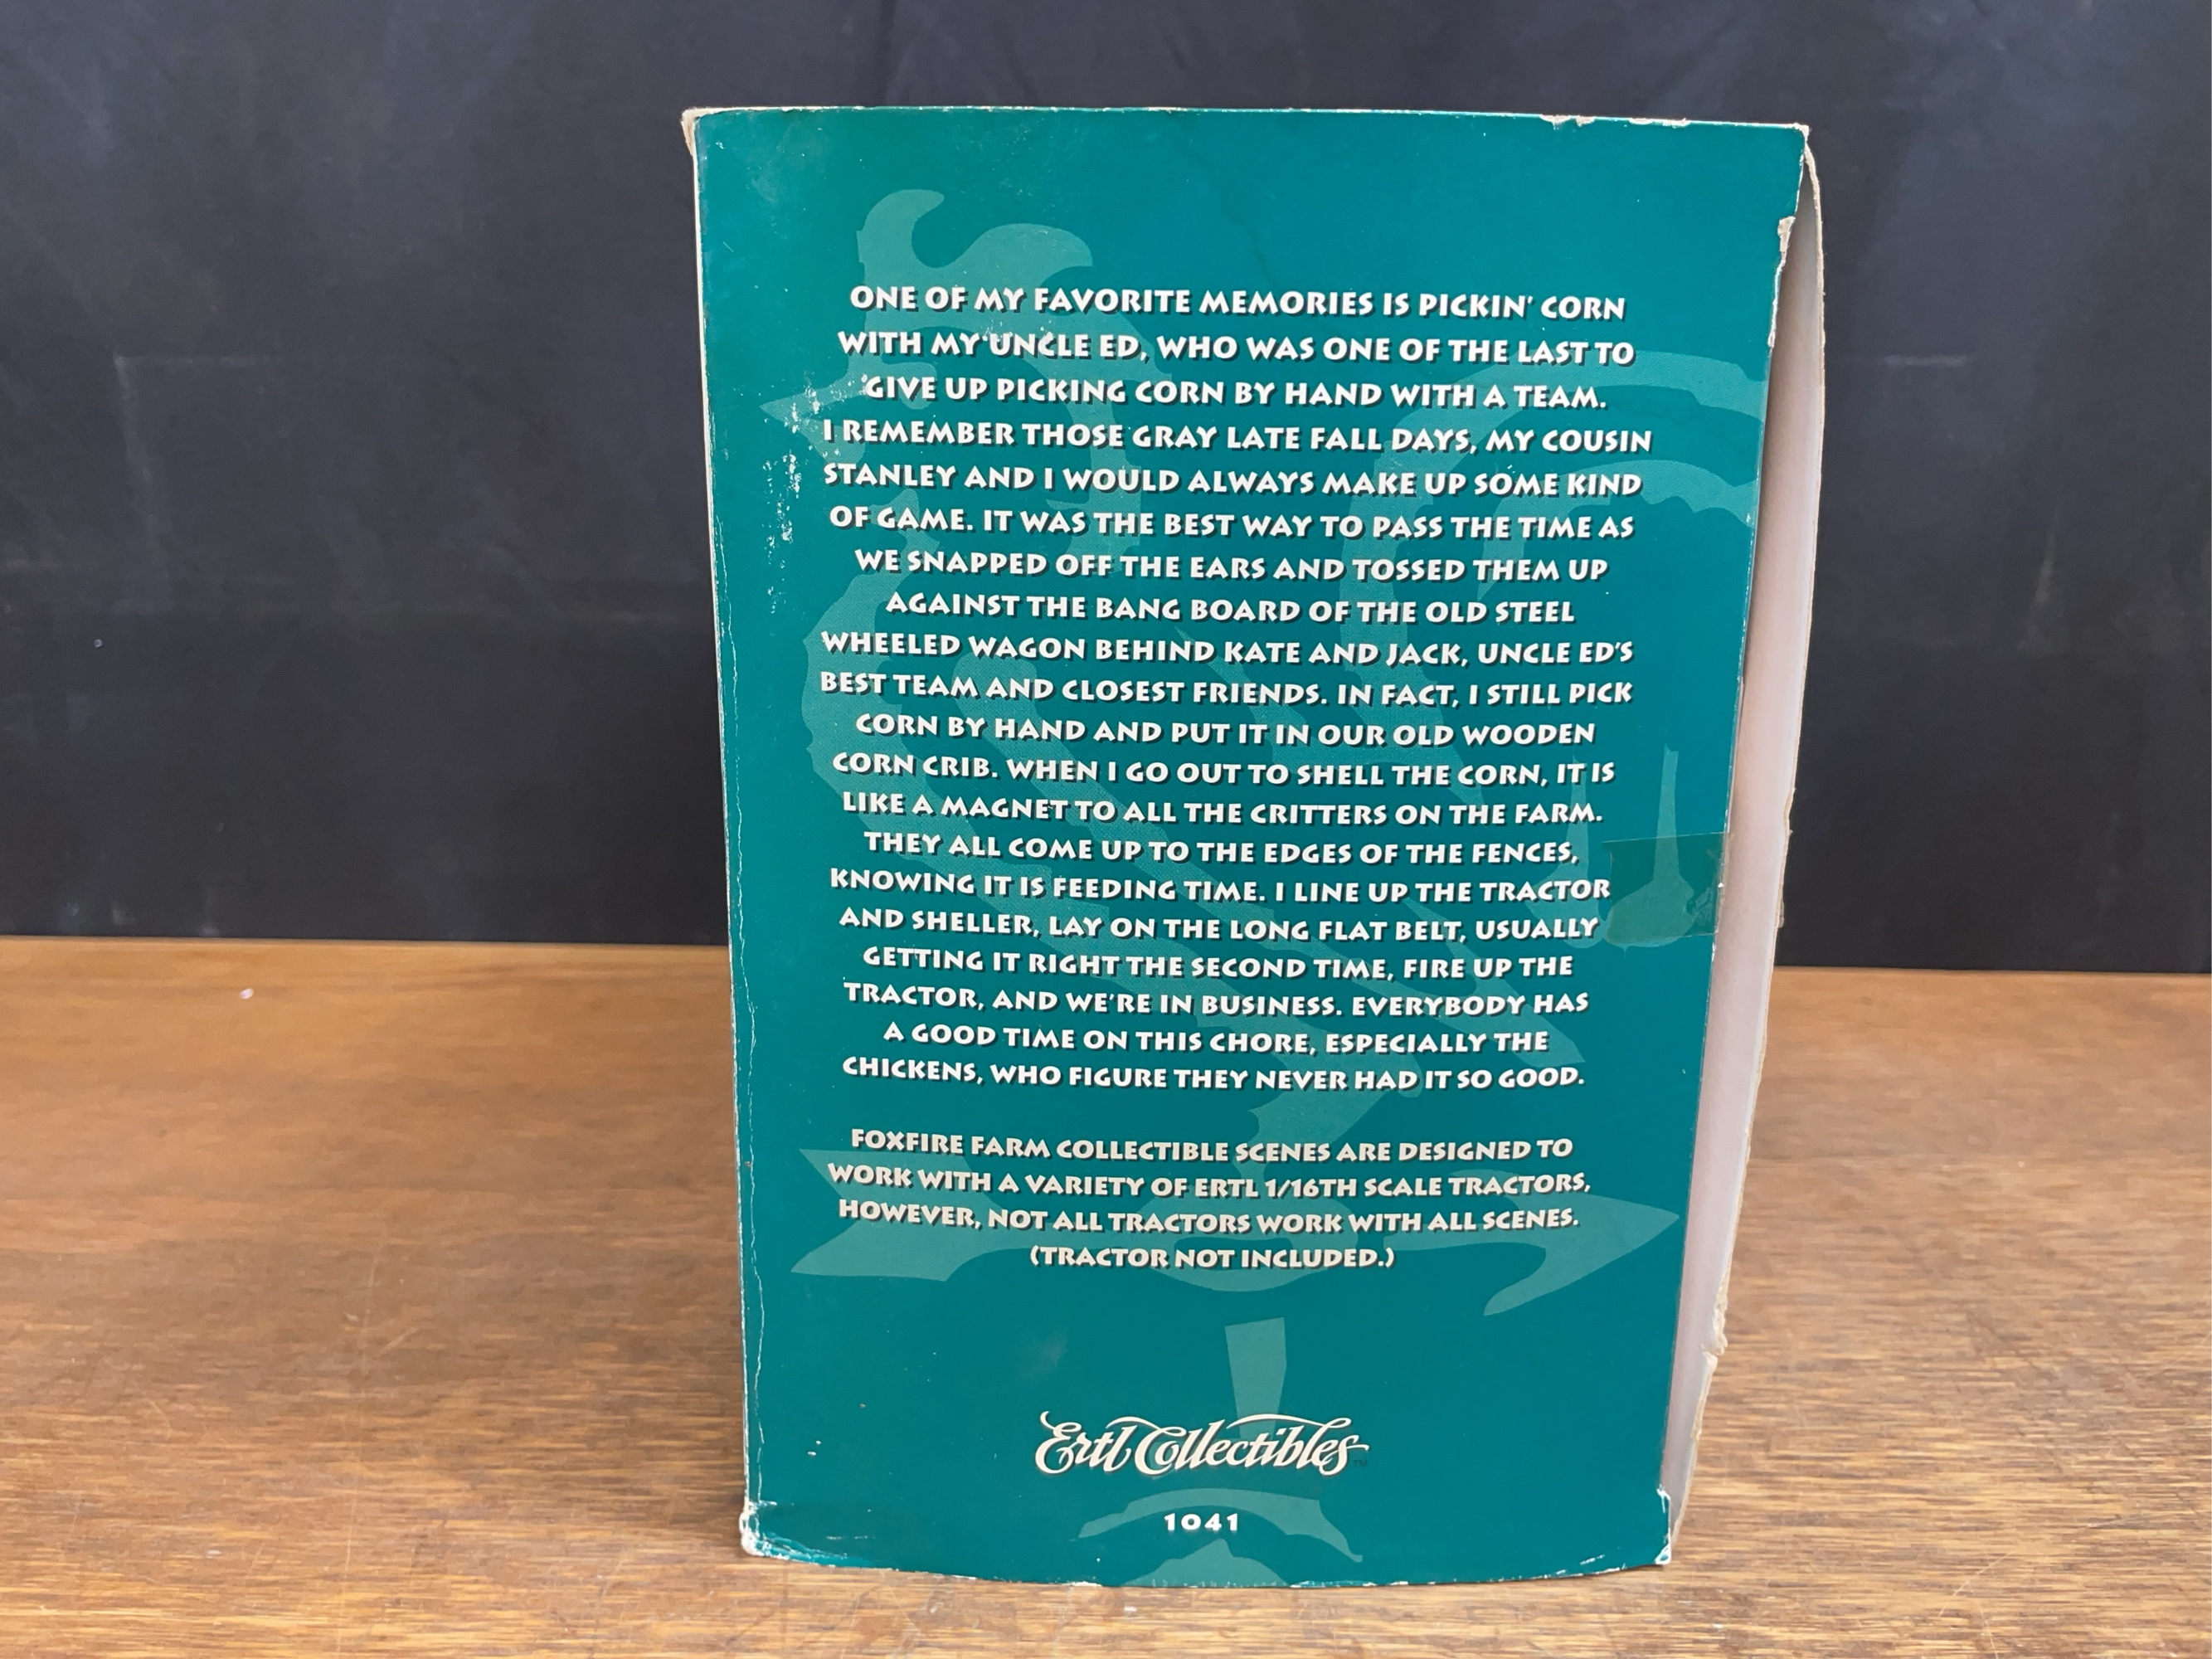 ONE OF MY FAVORITE MEMORIES IS PICKIN' CORN
WITH MY UNCLE ED, WHO WAS ONE OF THE LAST TO
GIVE UP PICKING CORN BY HAND WITH A TEAM.
I REMEMBER THOSE GRAY LATE FALL DAYS, MY COUSIN
STANLEY AND I WOULD ALWAYS MAKE UP SOME KIND
OF GAME. IT WAS THE BEST WAY TO PASS THE TIME AS
WE SNAPPED OFF THE EARS AND TOSSED THEM UP
AGAINST THE BANG BOARD OF THE OLD STEEL
WHEELED WAGON BEHIND KATE AND JACK, UNCLE ED'S
BEST TEAM AND CLOSEST FRIENDS. IN FACT, I STILL PICK
CORN BY HAND AND PUT IT IN OUR OLD WOODEN
CORN CRIB. WHEN I GO OUT TO SHELL THE CORN, IT IS
LIKE A MAGNET TO ALL THE CRITTERS ON THE FARM.
THEY ALL COME UP TO THE EDGES OF THE FENCES,
KNOWING IT IS FEEDING TIME. I LINE UP THE TRACTOR
AND SHELLER, LAY ON THE LONG FLAT BELT, USUALLY
GETTING IT RIGHT THE SECOND TIME, FIRE UP THE
TRACTOR, AND WE'RE IN BUSINESS. EVERYBODY HAS
A GOOD TIME ON THIS CHORE, ESPECIALLY THE
CHICKENS, WHO FIGURE THEY NEVER HAD IT SO GOOD.
FOXFIRE FARM COLLECTIBLE SCENES ARE DESIGNED TO
WORK WITH A VARIETY OF ERTL 1/16TH SCALE TRACTORS,
HOWEVER, NOT ALL TRACTORS WORK WITH ALL SCENES.
(TRACTOR NOT INCLUDED.)
Ertl Collectibles™
1041